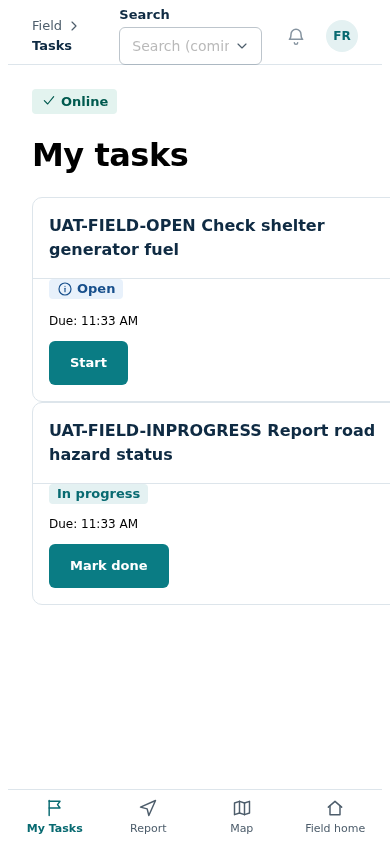 Field
Tasks
Search
Search (comir
FR
Online
My tasks
UAT-FIELD-OPEN Check shelter
generator fuel
Open
Due: 11:33 AM
Start
UAT-FIELD-INPROGRESS Report road
hazard status
In progress
Due: 11:33 AM
Mark done
My Tasks
Report
Map
Field home